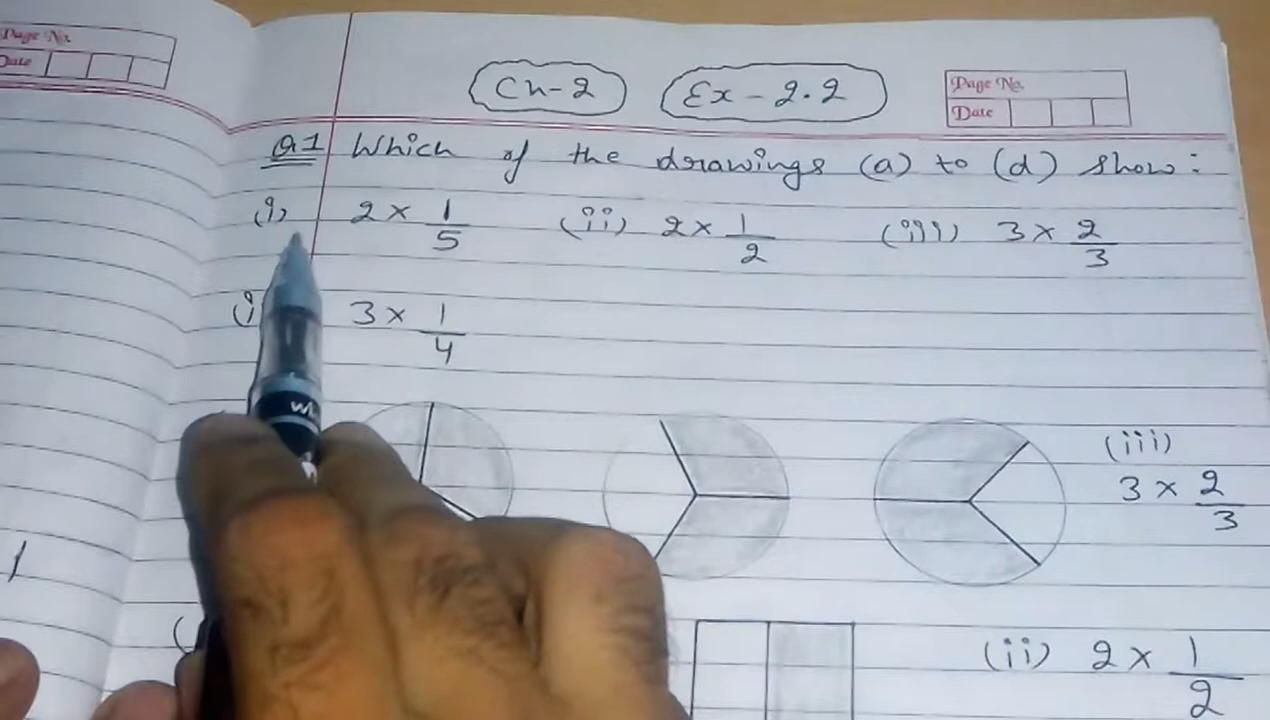 Page No.
Date
Ch-2 Ex-2.2
Page No.
Date
Q1 Which of the drawings (a) to (d) show:
(i) 2 × 1/5 (ii) 2 × 1/2 (iii) 3 × 2/3
3 × 1/4
(iii)
3 × 2/3
(ii) 2 × 1/2